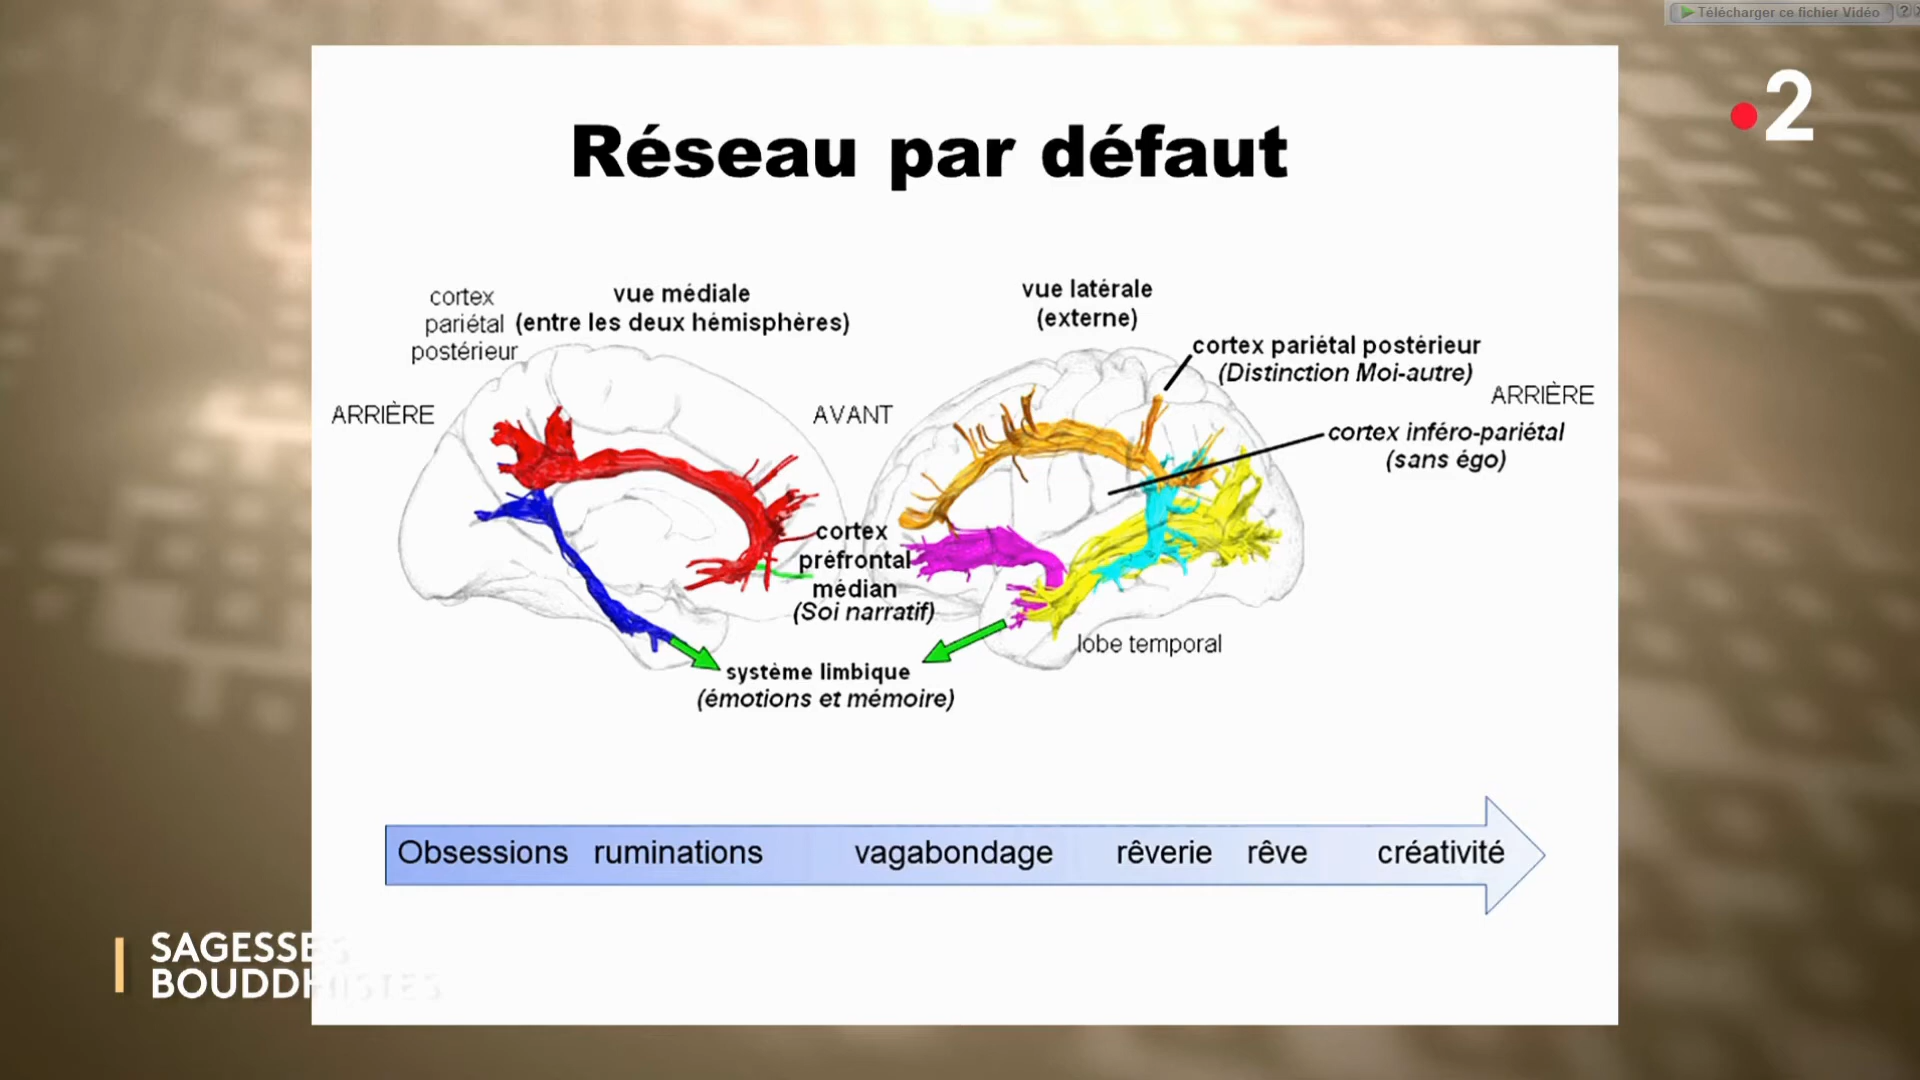 Télécharger ce fichier Vidéo
2
Réseau par défaut
cortex
pariétal
postérieur
vue médiale
(entre les deux hémisphères)
vue latérale
(externe)
cortex pariétal postérieur
(Distinction Moi-autre)
ARRIÈRE
AVANT
ARRIÈRE
cortex inféro-pariétal
(sans égo)
cortex
préfrontal
médian
(Soi narratif)
lobe temporal
système limbique
(émotions et mémoire)
Obsessions ruminations vagabondage rêverie rêve créativité
SAGESSES
BOUDDHISTES